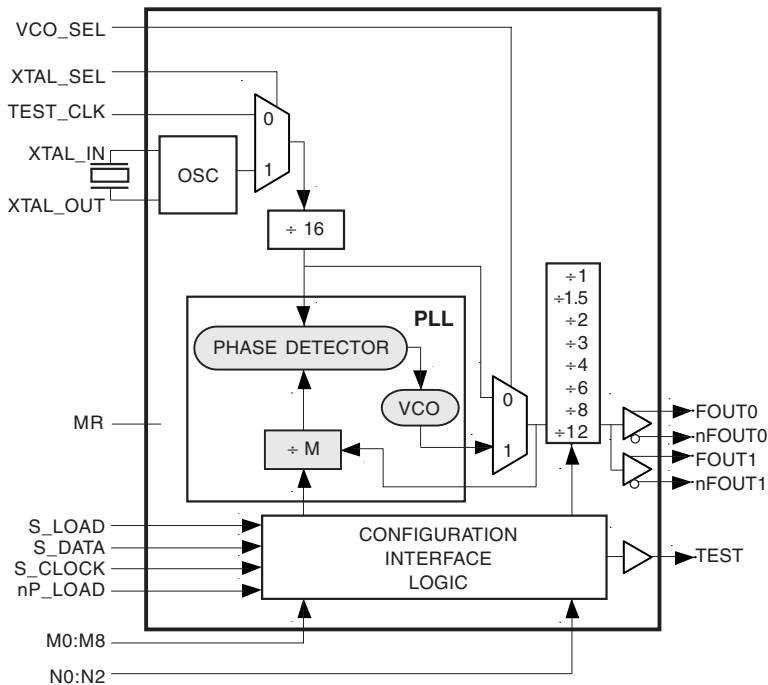 VCO_SEL
XTAL_SEL
TEST_CLK
XTAL_IN
XTAL_OUT
OSC
0
1
÷ 16
PLL
PHASE DETECTOR
VCO
÷ M
0
1
÷1
÷1.5
÷2
÷3
÷4
÷6
÷8
÷12
FOUT0
nFOUT0
FOUT1
nFOUT1
MR
S_LOAD
S_DATA
S_CLOCK
nP_LOAD
CONFIGURATION
INTERFACE
LOGIC
TEST
M0:M8
N0:N2